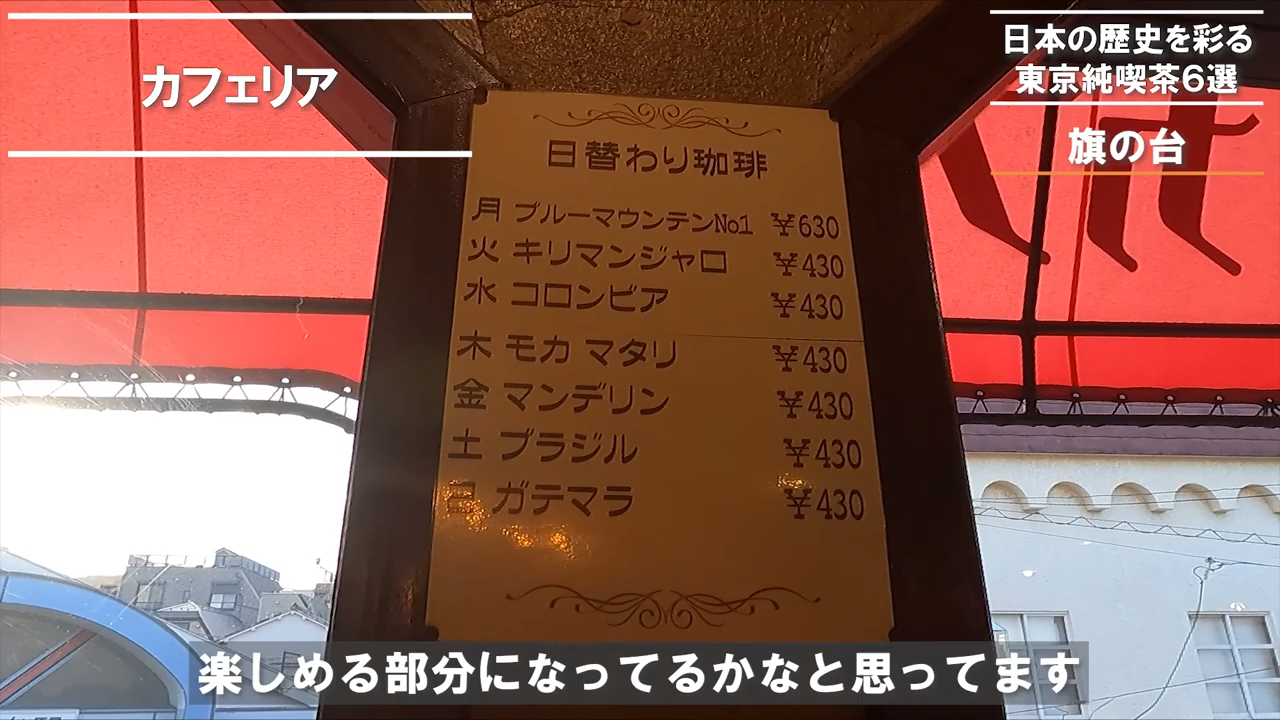 カフェリア
日本の歴史を彩る
東京純喫茶6選
旗の台
日替わり珈琲
月 ブルーマウンテンNo1 ¥630
火 キリマンジャロ ¥430
水 コロンビア ¥430
木 モカ マタリ ¥430
金 マンデリン ¥430
土 ブラジル ¥430
日 ガテマラ ¥430
楽しめる部分になってるかなと思ってます